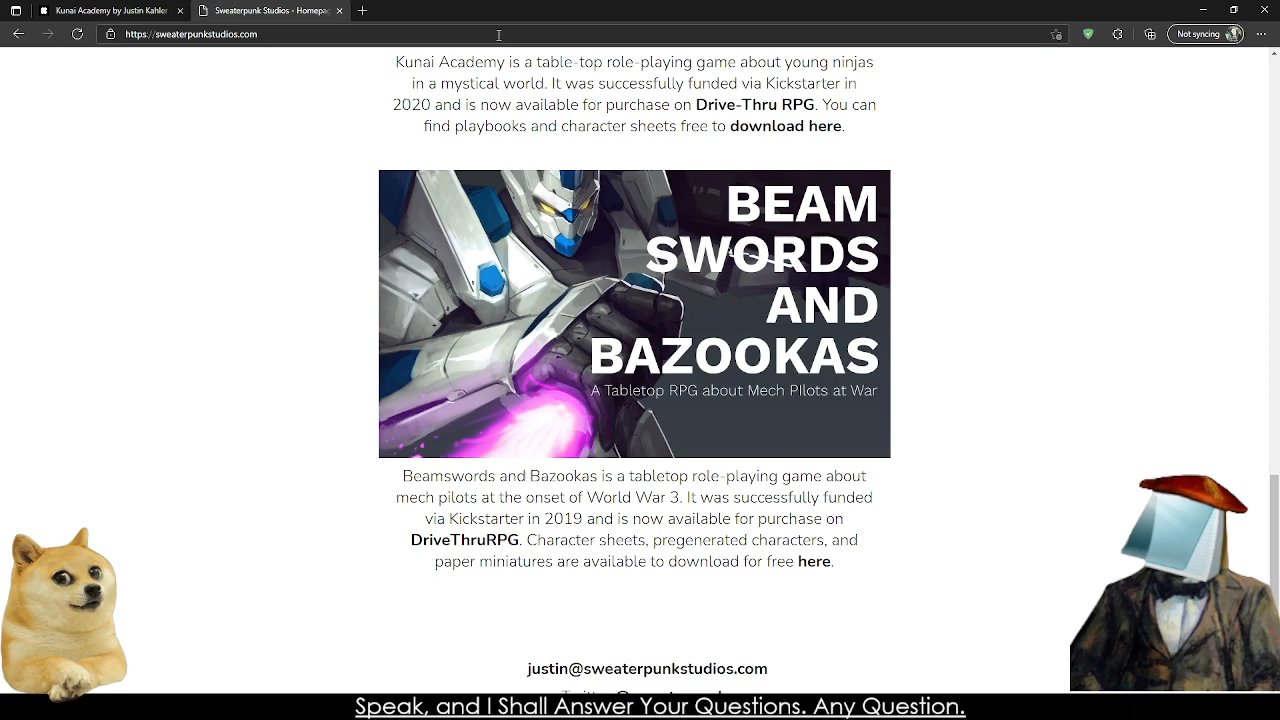 Kunai Academy by Justin Kahler
Sweaterpunk Studios - Homepag
https://sweaterpunkstudios.com
Not syncing
Kunai Academy is a table-top role-playing game about young ninjas
in a mystical world. It was successfully funded via Kickstarter in
2020 and is now available for purchase on Drive-Thru RPG. You can
find playbooks and character sheets free to download here.
BEAM
SWORDS
AND
BAZOOKAS
A Tabletop RPG about Mech Pilots at War
Beamswords and Bazookas is a tabletop role-playing game about
mech pilots at the onset of World War 3. It was successfully funded
via Kickstarter in 2019 and is now available for purchase on
DriveThruRPG. Character sheets, pregenerated characters, and
paper miniatures are available to download for free here.
justin@sweaterpunkstudios.com
Speak, and I Shall Answer Your Questions. Any Question.